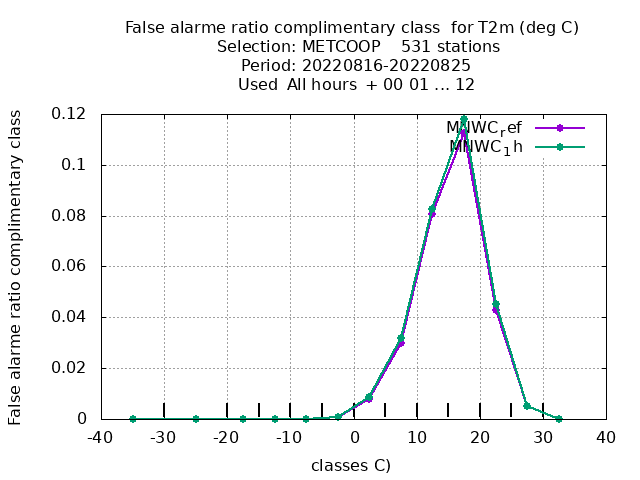 False alarme ratio complimentary class  for T2m (deg C)
Selection: METCOOP    531 stations
Period: 20220816-20220825
Used  All hours  + 00 01 ... 12
False alarme ratio complimentary class
0.12
0.1
0.08
0.06
0.04
0.02
0
MNWC_ref
MNWC_1h
-40 -30 -20 -10 0 10 20 30 40
classes C)